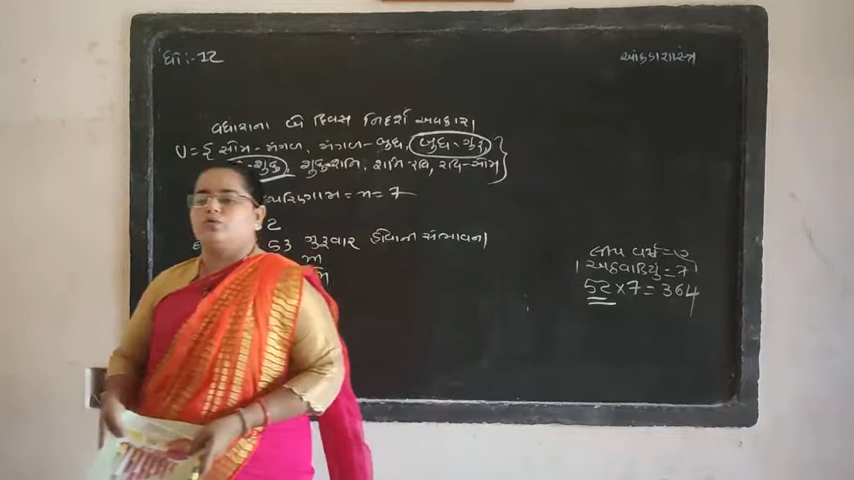 ધો :- 12
આંકડાશાસ્ત્ર
વધારાના બે દિવસ નિદર્શ અવકાશ
U = { સોમ-મંગળ, મંગળ-બુધ, બુધ-ગુરૂ,
શુક્ર, શુક્ર-શનિ, શનિ-રવિ, રવિ-સોમ }
પરિણામ = n = 7
2
53 ગુરૂવાર હોવાની સંભાવના
m
n
લીપ વર્ષ =
1 અઠવાડિયું = 7
52 x 7 = 364